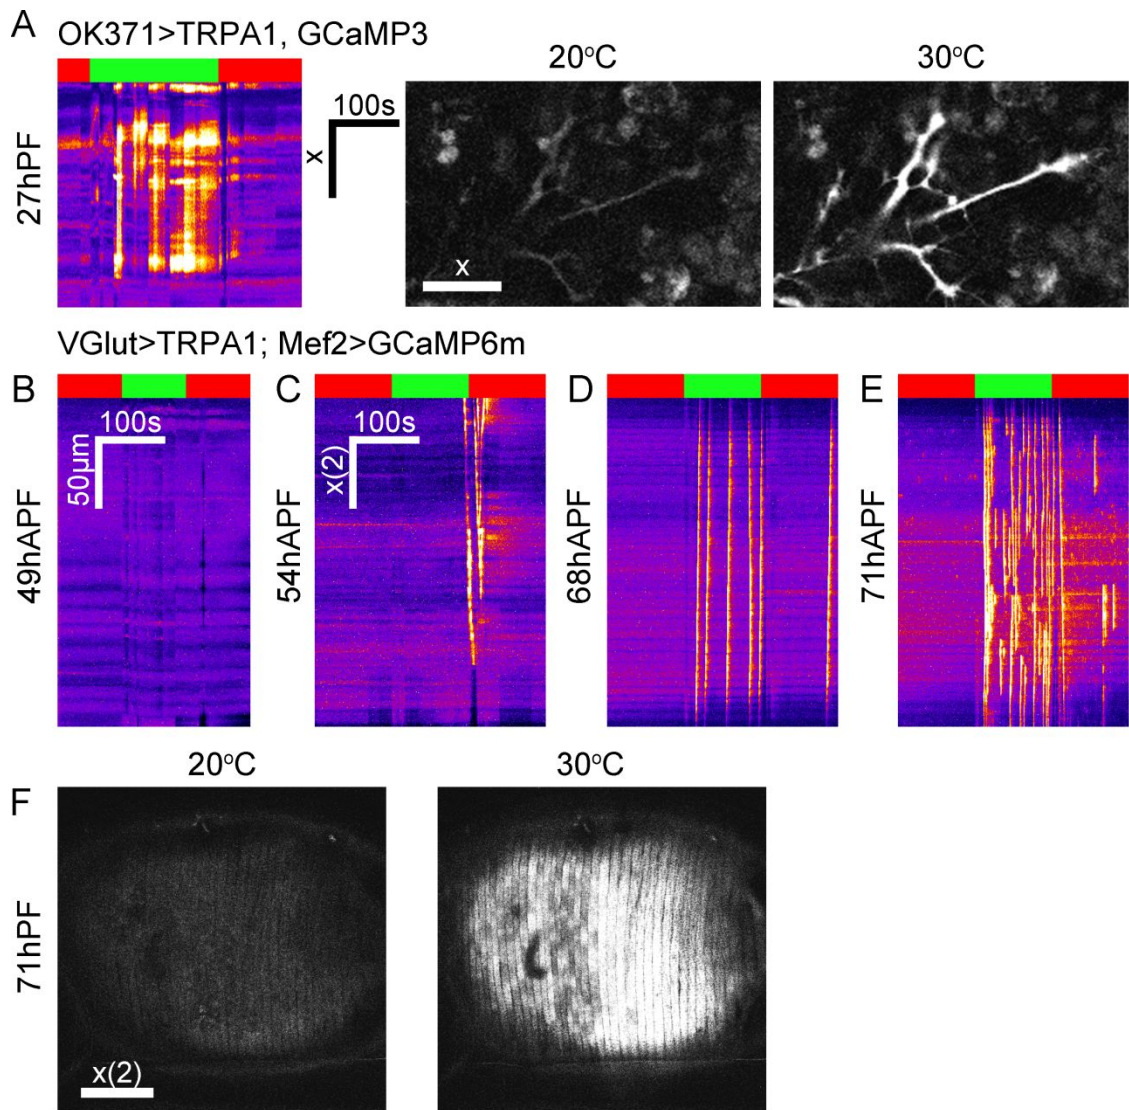 A
OK371>TRPA1, GCaMP3
20°C
30°C
27hPF
100s
x
x
VGlut>TRPA1; Mef2>GCaMP6m
B
C
D
E
49hAPF
100s
50µm
54hAPF
100s
x(2)
68hAPF
71hAPF
20°C
30°C
F
71hPF
x(2)